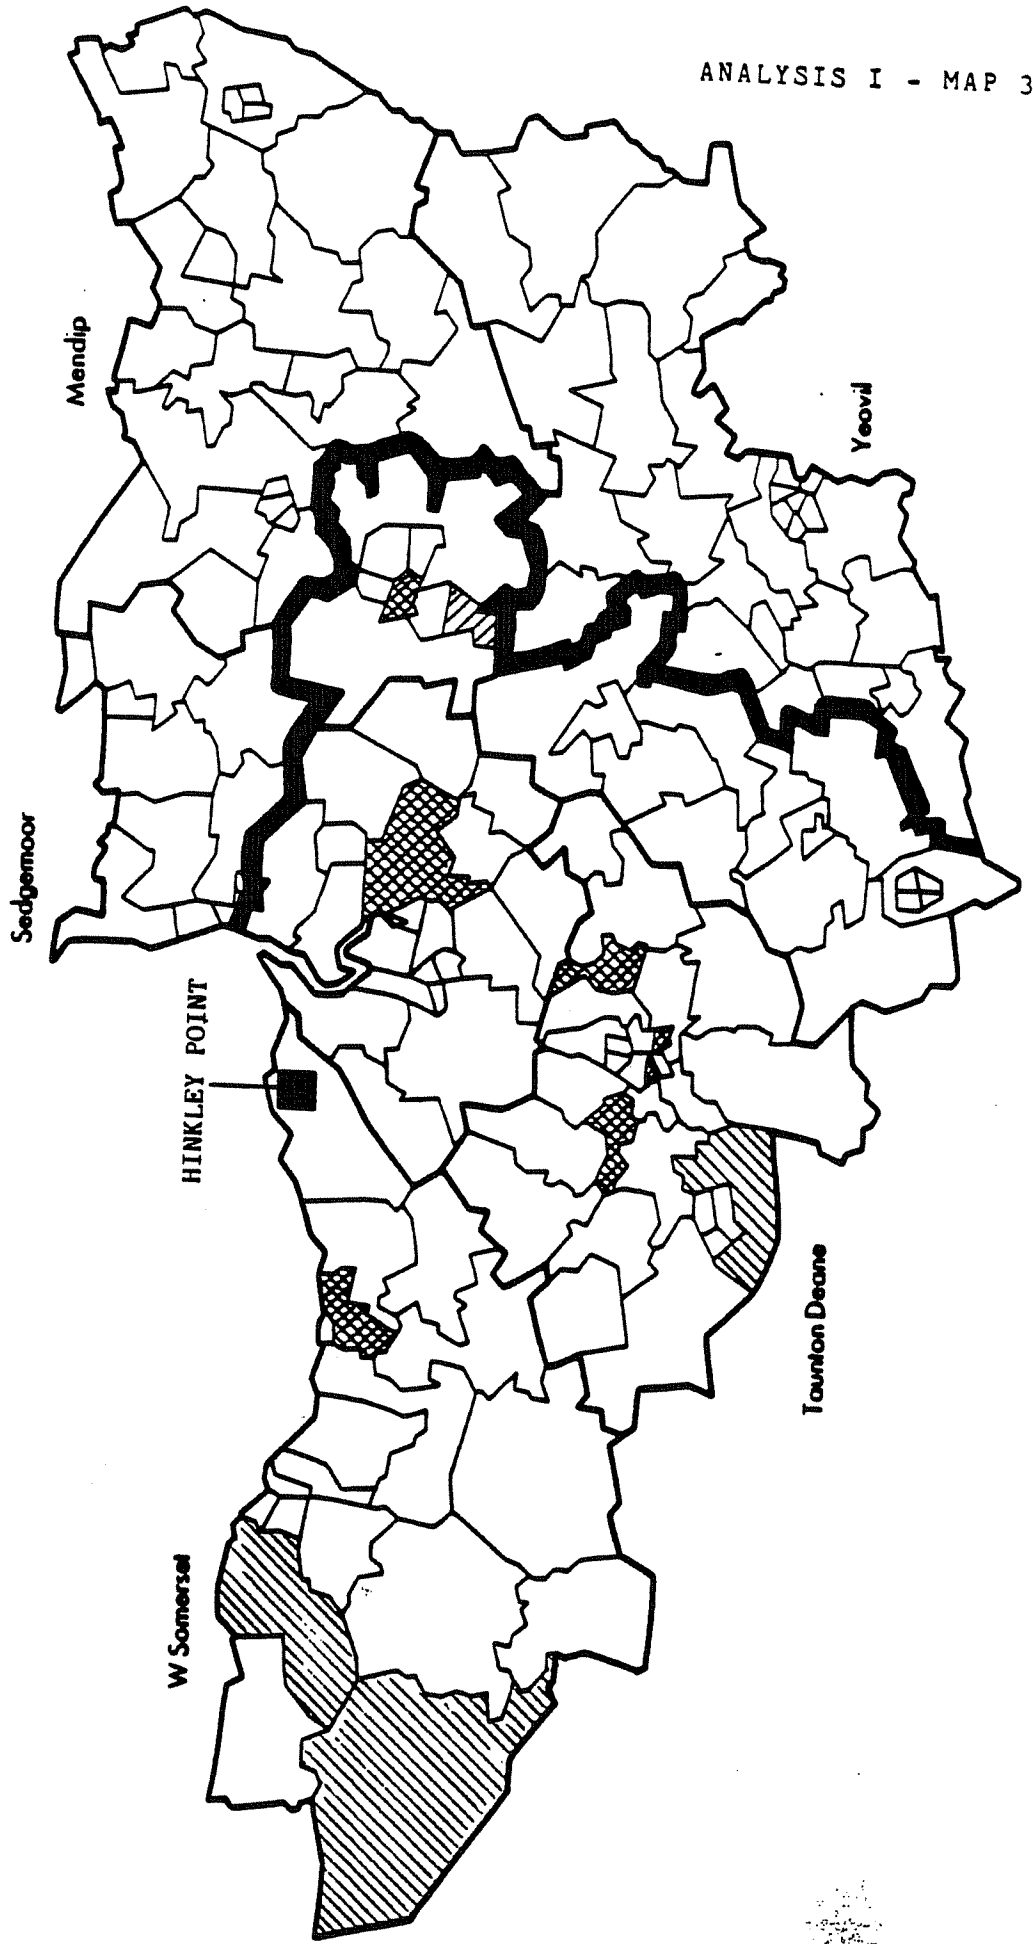 ANALYSIS I - MAP 3
Mendip
Sedgemoor
Yeovil
HINKLEY POINT
Taunton Deane
W Somerset